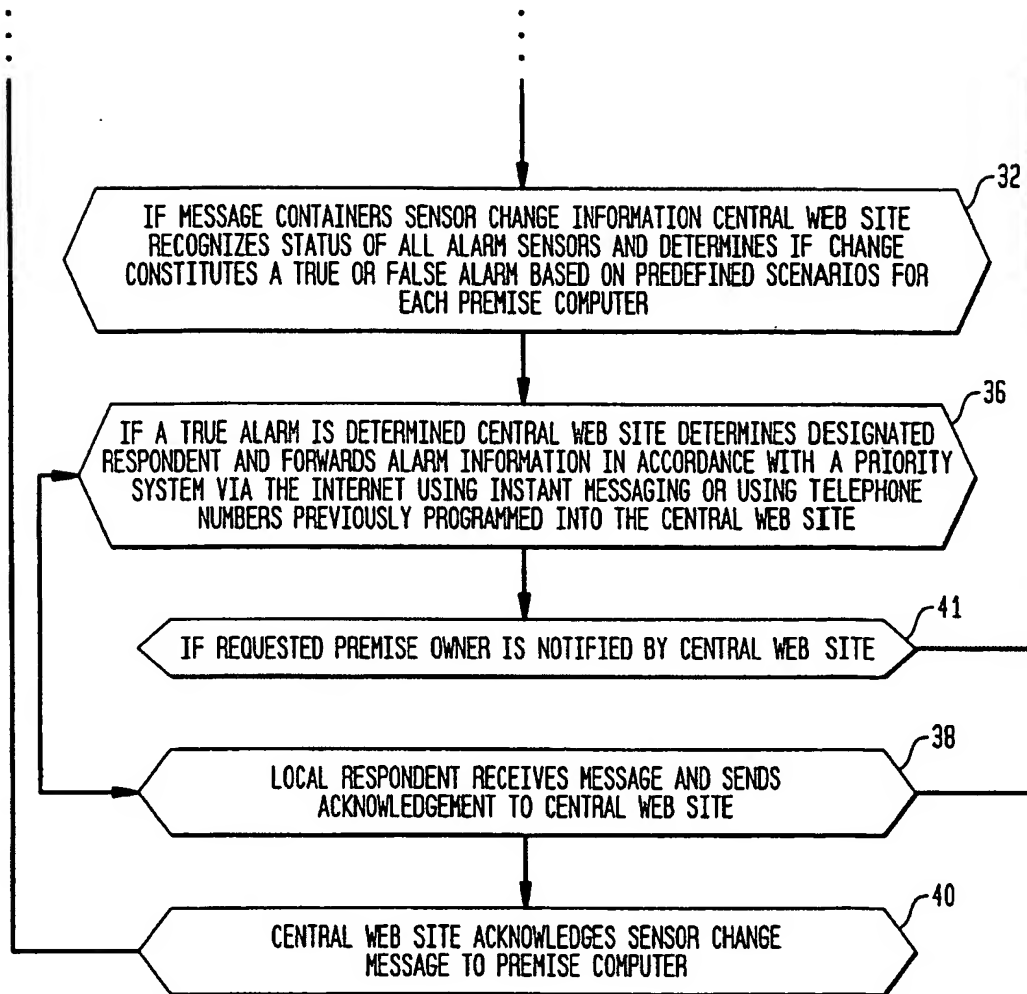 32
IF MESSAGE CONTAINERS SENSOR CHANGE INFORMATION CENTRAL WEB SITE
RECOGNIZES STATUS OF ALL ALARM SENSORS AND DETERMINES IF CHANGE
CONSTITUTES A TRUE OR FALSE ALARM BASED ON PREDEFINED SCENARIOS FOR
EACH PREMISE COMPUTER
36
IF A TRUE ALARM IS DETERMINED CENTRAL WEB SITE DETERMINES DESIGNATED
RESPONDENT AND FORWARDS ALARM INFORMATION IN ACCORDANCE WITH A PRIORITY
SYSTEM VIA THE INTERNET USING INSTANT MESSAGING OR USING TELEPHONE
NUMBERS PREVIOUSLY PROGRAMMED INTO THE CENTRAL WEB SITE
41
IF REQUESTED PREMISE OWNER IS NOTIFIED BY CENTRAL WEB SITE
38
LOCAL RESPONDENT RECEIVES MESSAGE AND SENDS
ACKNOWLEDGEMENT TO CENTRAL WEB SITE
40
CENTRAL WEB SITE ACKNOWLEDGES SENSOR CHANGE
MESSAGE TO PREMISE COMPUTER